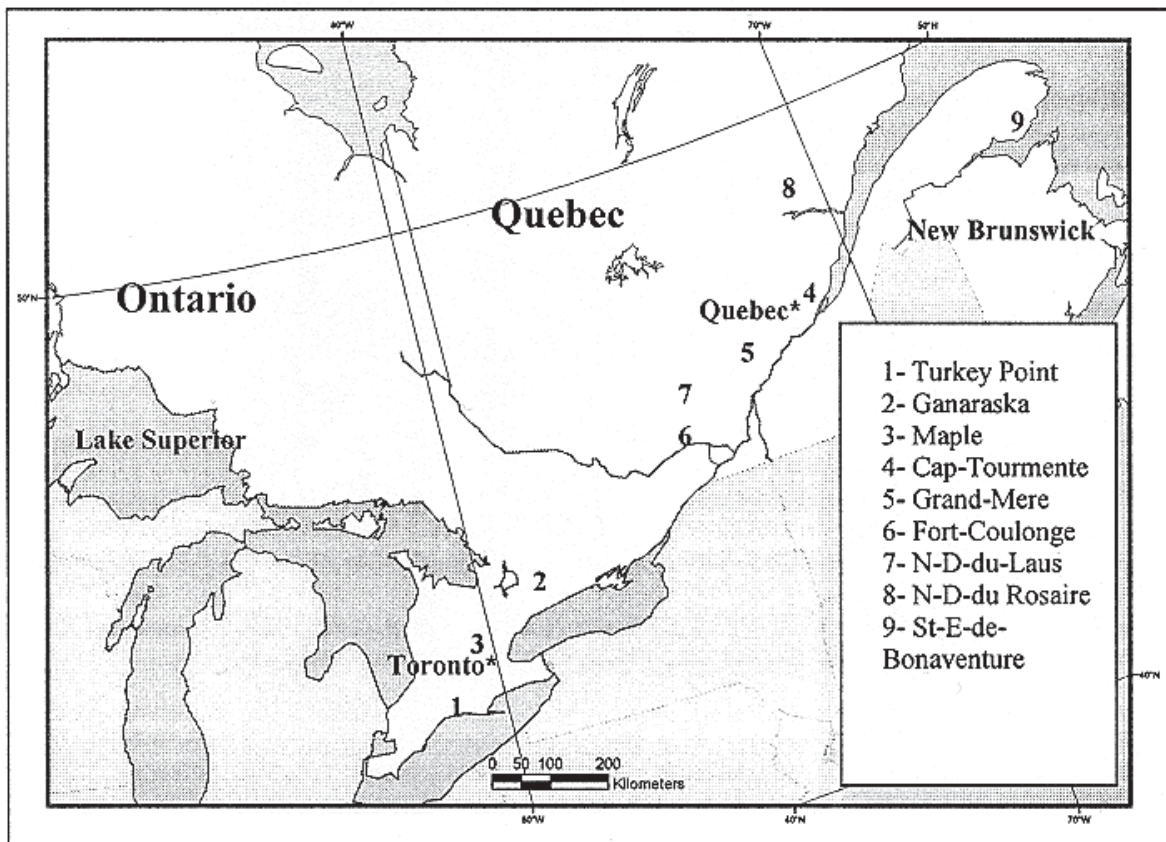 80°W 70°W 50°N
9
8
Quebec
New Brunswick
50°N
Ontario
Quebec* 4
5
7
Lake Superior
6
2
3
Toronto*
1
0 50 100 200
Kilometers
1- Turkey Point
2- Ganaraska
3- Maple
4- Cap-Tourmente
5- Grand-Mere
6- Fort-Coulonge
7- N-D-du-Laus
8- N-D-du Rosaire
9- St-E-de-
Bonaventure
40°N
80°W 40°N 70°W